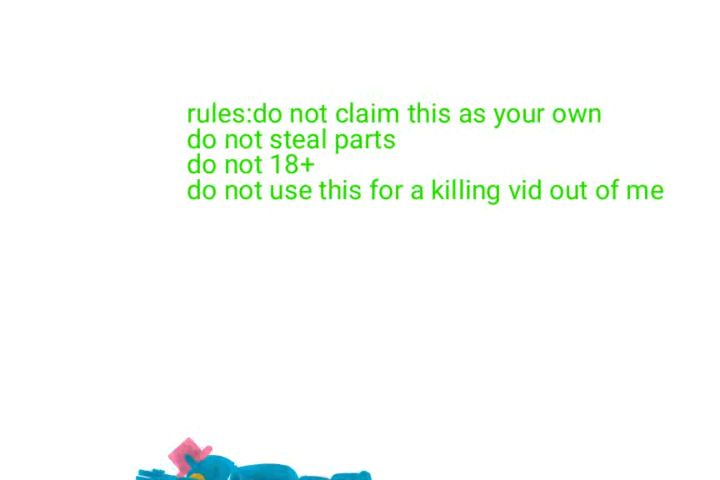 rules:do not claim this as your own
do not steal parts
do not 18+
do not use this for a killing vid out of me